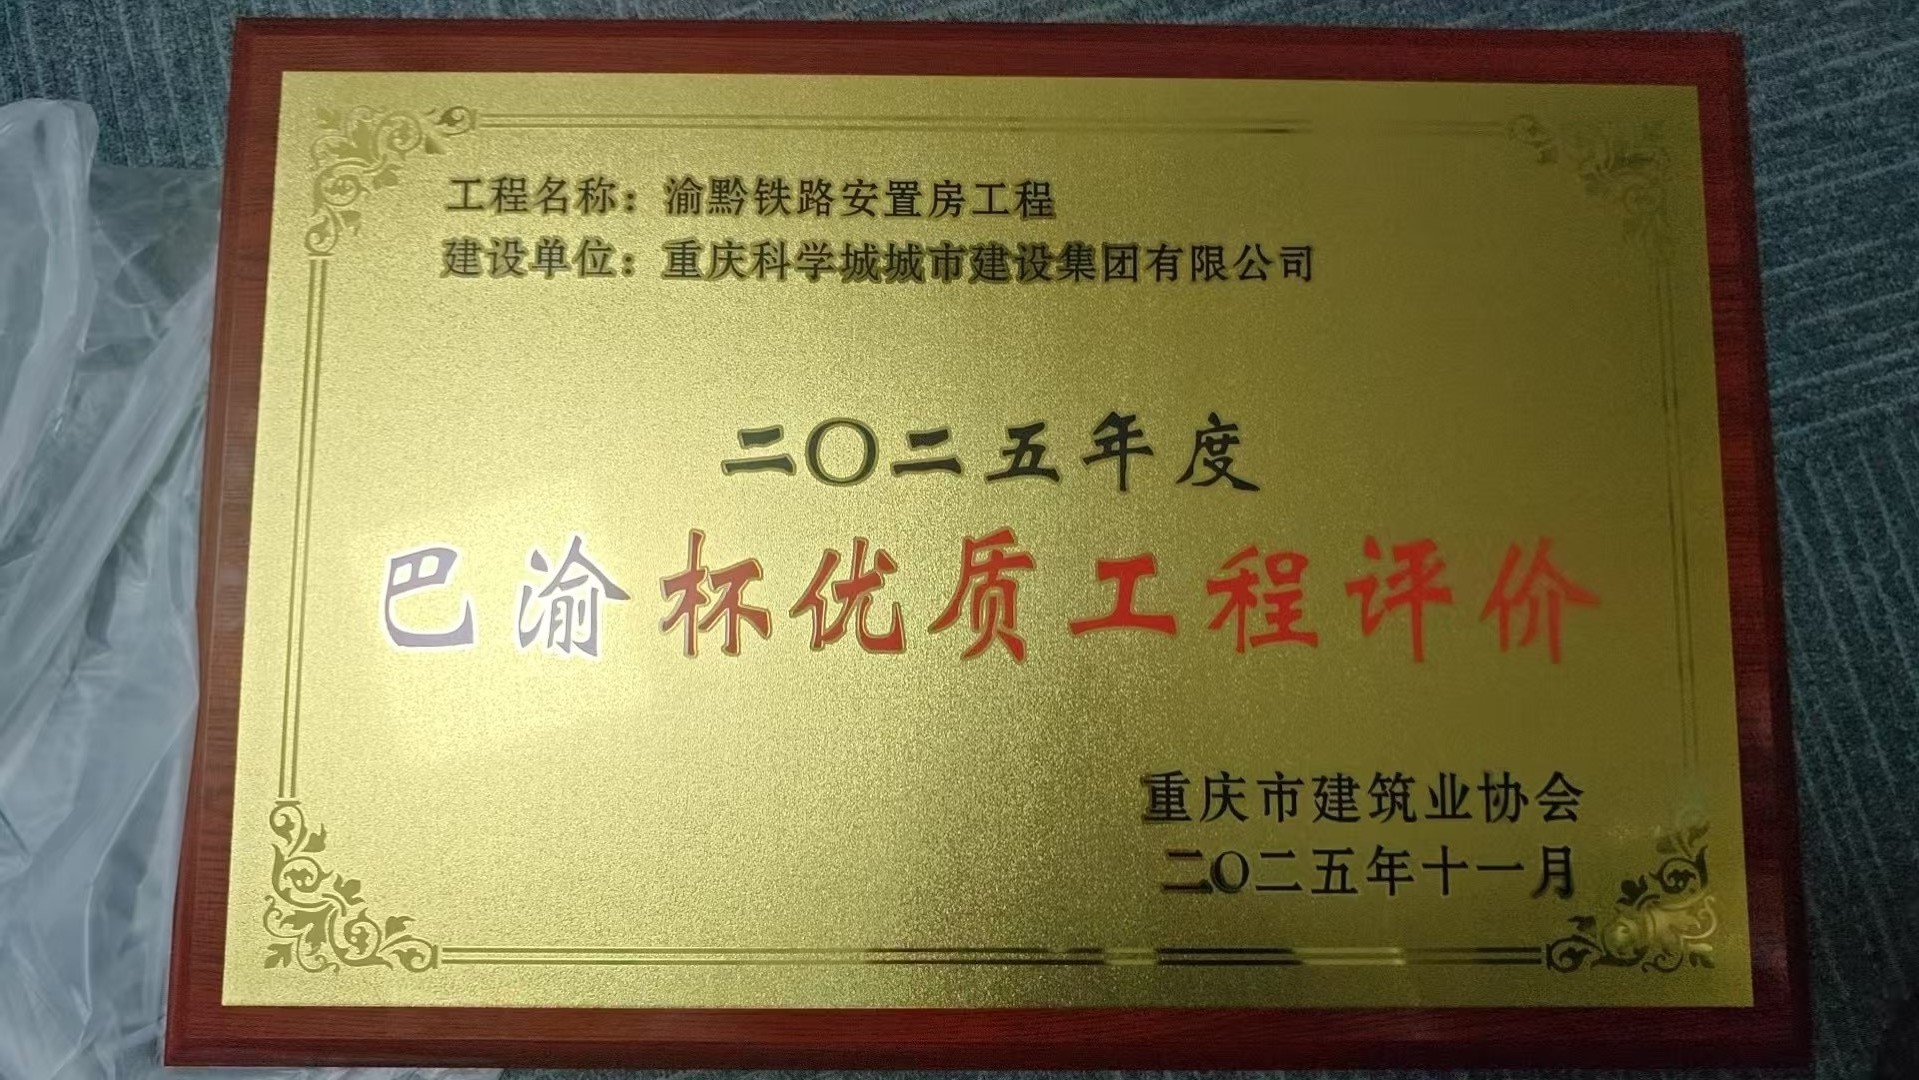 工程名称：渝黔铁路安置房工程
建设单位：重庆科学城城市建设集团有限公司
二〇二五年度
巴渝杯优质工程评价
重庆市建筑业协会
二〇二五年十一月